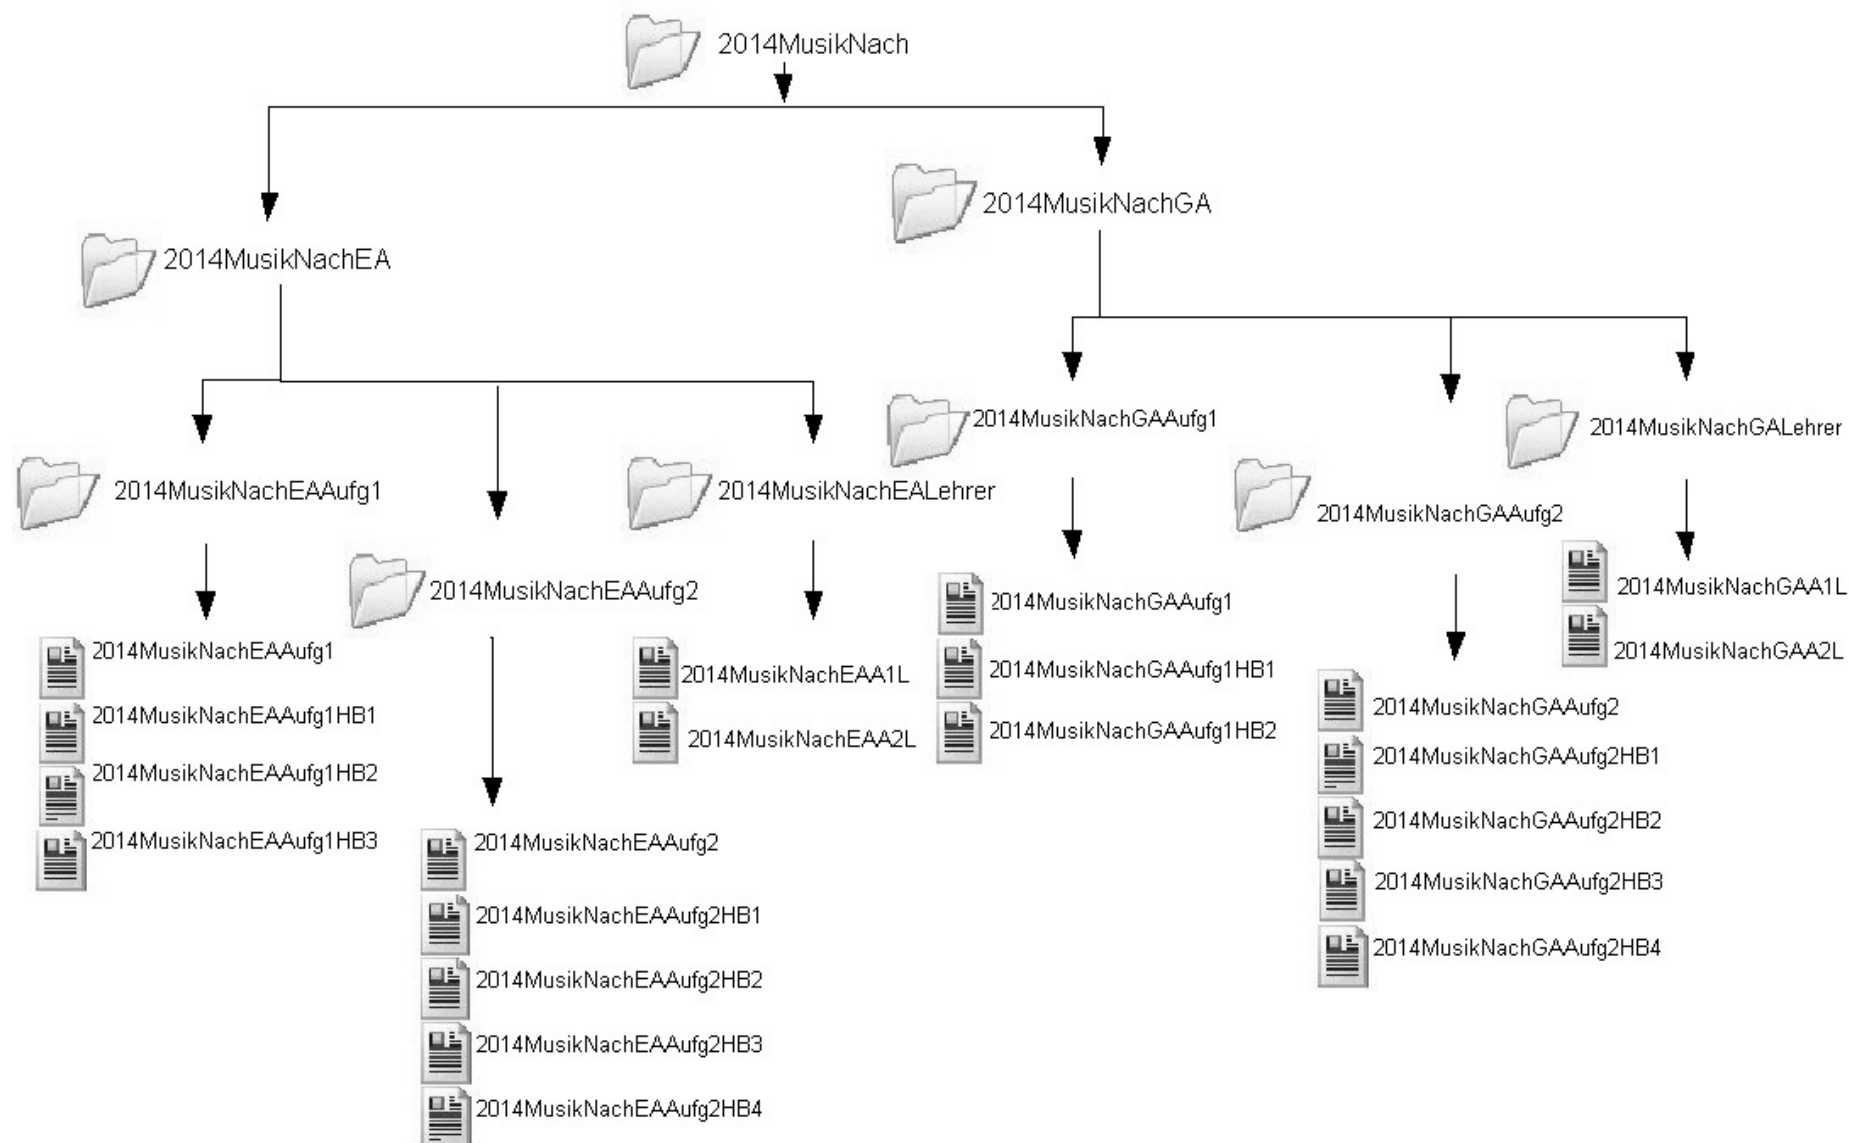 2014MusikNach
2014MusikNachEA
2014MusikNachGA
2014MusikNachEAAufg1
2014MusikNachEAAufg1
2014MusikNachEAAufg1HB1
2014MusikNachEAAufg1HB2
2014MusikNachEAAufg1HB3
2014MusikNachEAAufg2
2014MusikNachEAAufg2
2014MusikNachEAAufg2HB1
2014MusikNachEAAufg2HB2
2014MusikNachEAAufg2HB3
2014MusikNachEAAufg2HB4
2014MusikNachEALehrer
2014MusikNachEAA1L
2014MusikNachEAA2L
2014MusikNachGAAufg1
2014MusikNachGAAufg1
2014MusikNachGAAufg1HB1
2014MusikNachGAAufg1HB2
2014MusikNachGAAufg2
2014MusikNachGAAufg2
2014MusikNachGAAufg2HB1
2014MusikNachGAAufg2HB2
2014MusikNachGAAufg2HB3
2014MusikNachGAAufg2HB4
2014MusikNachGALehrer
2014MusikNachGAA1L
2014MusikNachGAA2L